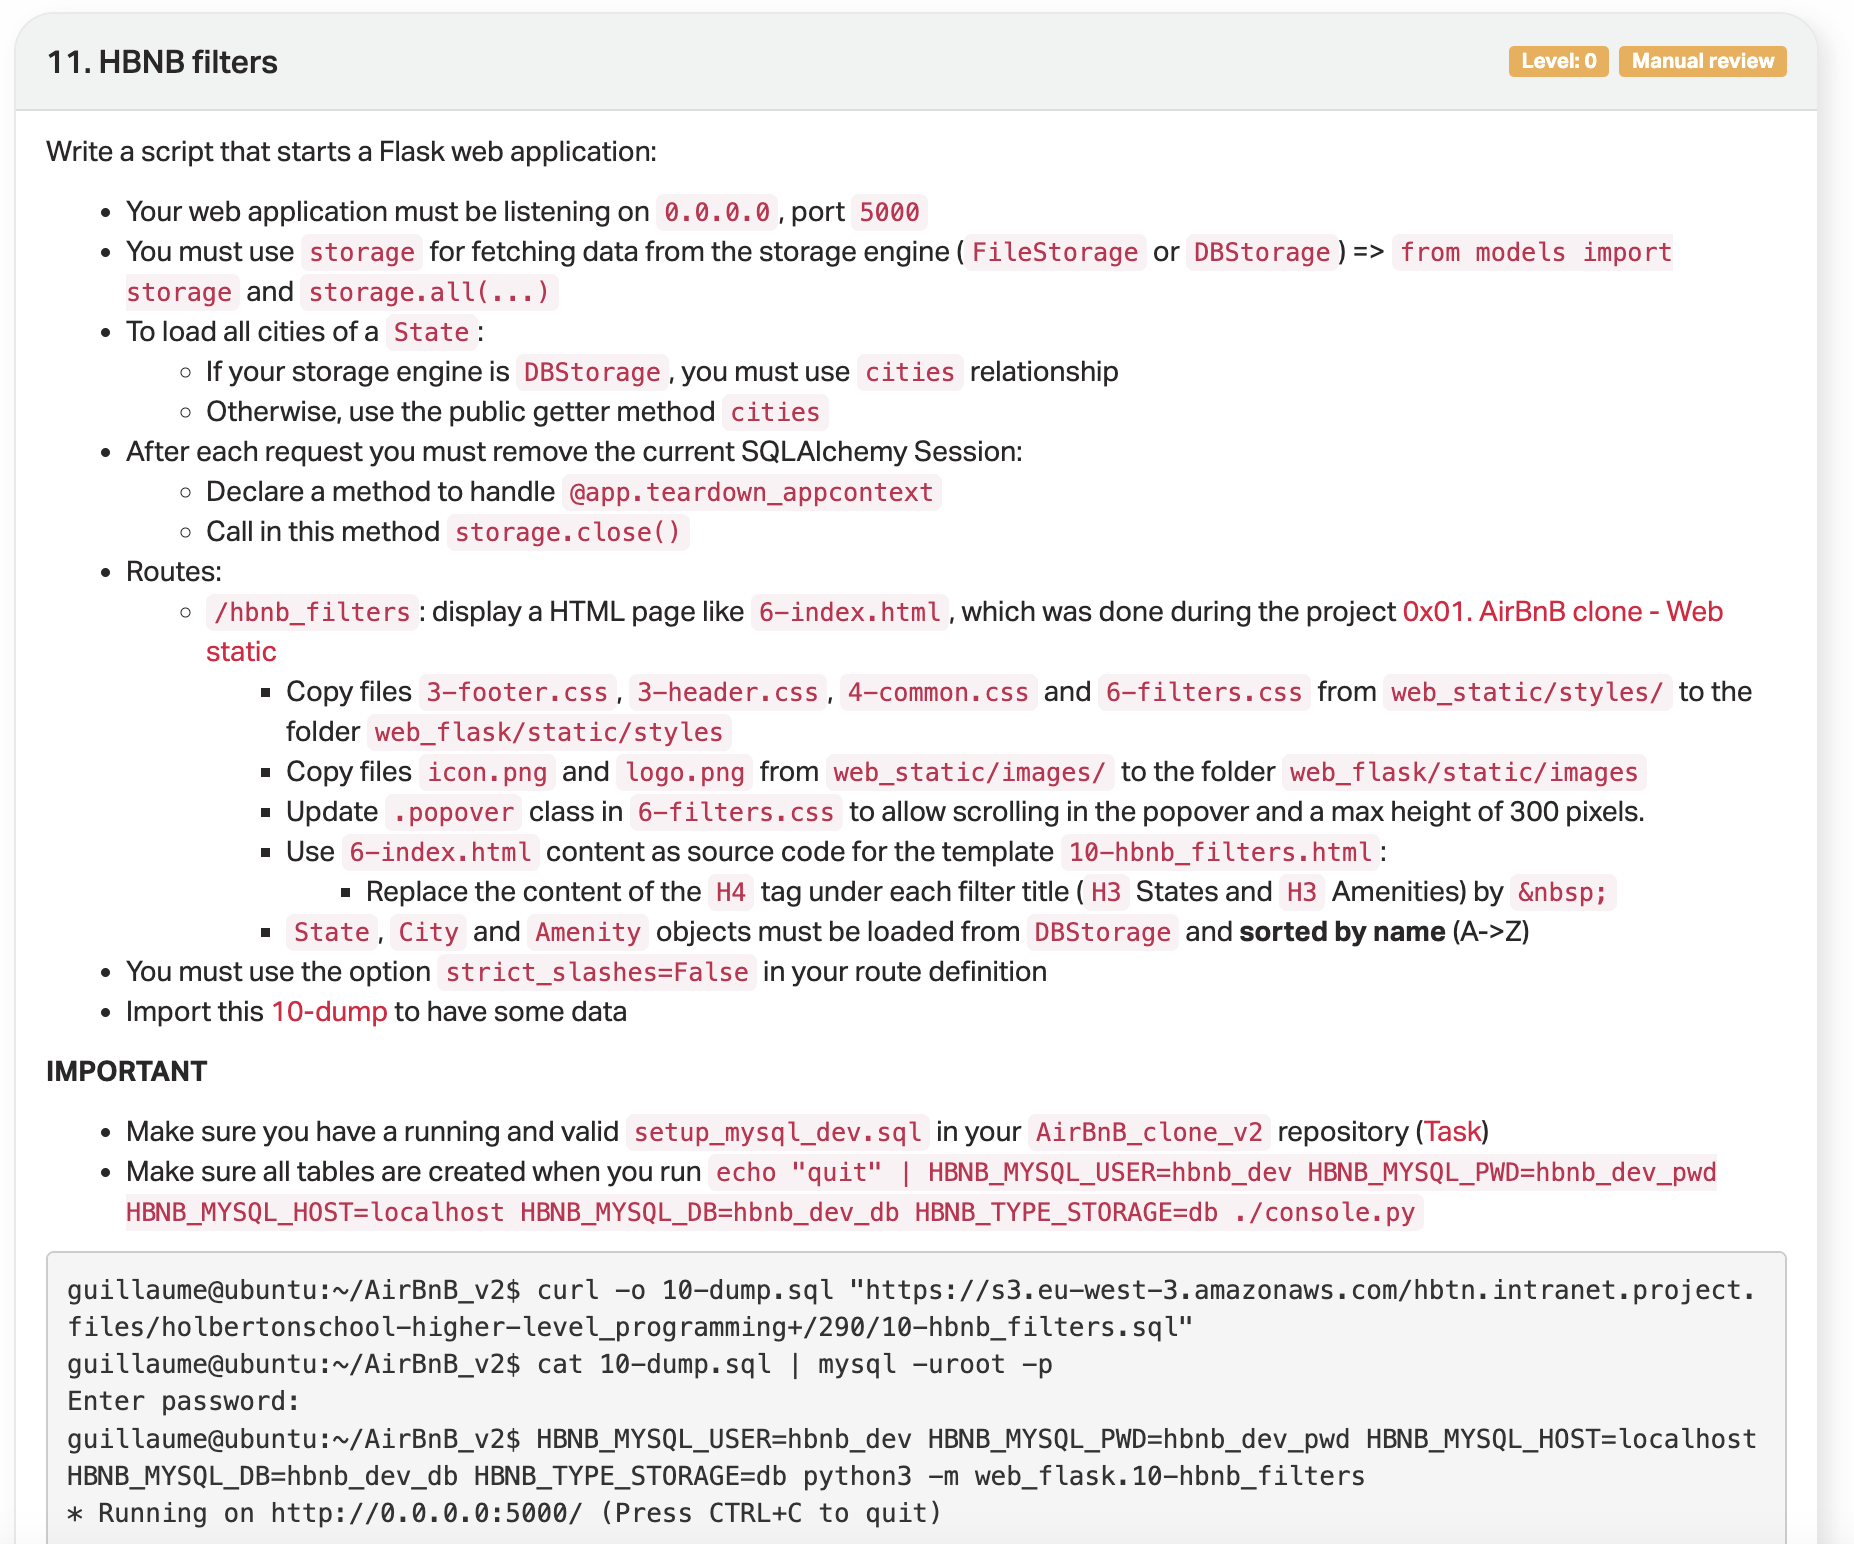 11. HBNB filters
Level: 0
Manual review
Write a script that starts a Flask web application:
• Your web application must be listening on 0.0.0.0, port 5000
• You must use storage for fetching data from the storage engine (FileStorage or DBStorage) => from models import
storage and storage.all(...)
• To load all cities of a State:
◦ If your storage engine is DBStorage, you must use cities relationship
◦ Otherwise, use the public getter method cities
• After each request you must remove the current SQLAlchemy Session:
◦ Declare a method to handle @app.teardown_appcontext
◦ Call in this method storage.close()
• Routes:
◦ /hbnb_filters: display a HTML page like 6-index.html, which was done during the project 0x01. AirBnB clone - Web
static
▪ Copy files 3-footer.css, 3-header.css, 4-common.css and 6-filters.css from web_static/styles/ to the
folder web_flask/static/styles
▪ Copy files icon.png and logo.png from web_static/images/ to the folder web_flask/static/images
▪ Update .popover class in 6-filters.css to allow scrolling in the popover and a max height of 300 pixels.
▪ Use 6-index.html content as source code for the template 10-hbnb_filters.html:
▪ Replace the content of the H4 tag under each filter title (H3 States and H3 Amenities) by &nbsp;
▪ State, City and Amenity objects must be loaded from DBStorage and sorted by name (A->Z)
• You must use the option strict_slashes=False in your route definition
• Import this 10-dump to have some data
IMPORTANT
• Make sure you have a running and valid setup_mysql_dev.sql in your AirBnB_clone_v2 repository (Task)
• Make sure all tables are created when you run echo "quit" | HBNB_MYSQL_USER=hbnb_dev HBNB_MYSQL_PWD=hbnb_dev_pwd
HBNB_MYSQL_HOST=localhost HBNB_MYSQL_DB=hbnb_dev_db HBNB_TYPE_STORAGE=db ./console.py
guillaume@ubuntu:~/AirBnB_v2$ curl -o 10-dump.sql "https://s3.eu-west-3.amazonaws.com/hbtn.intranet.project.
files/holbertonschool-higher-level_programming+/290/10-hbnb_filters.sql"
guillaume@ubuntu:~/AirBnB_v2$ cat 10-dump.sql | mysql -uroot -p
Enter password:
guillaume@ubuntu:~/AirBnB_v2$ HBNB_MYSQL_USER=hbnb_dev HBNB_MYSQL_PWD=hbnb_dev_pwd HBNB_MYSQL_HOST=localhost
HBNB_MYSQL_DB=hbnb_dev_db HBNB_TYPE_STORAGE=db python3 -m web_flask.10-hbnb_filters
* Running on http://0.0.0.0:5000/ (Press CTRL+C to quit)